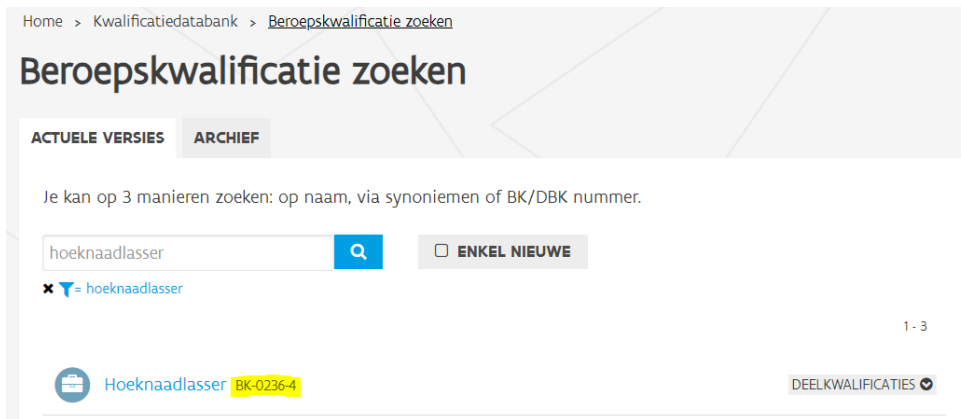 Home > Kwalificatiedatabank > Beroepskwalificatie zoeken
Beroepskwalificatie zoeken
ACTUELE VERSIES ARCHIEF
Je kan op 3 manieren zoeken: op naam, via synoniemen of BK/DBK nummer.
hoeknaadlasser ENKEL NIEUWE
= hoeknaadlasser
1 - 3
Hoeknaadlasser BK-0236-4 DEELKWALIFICATIES